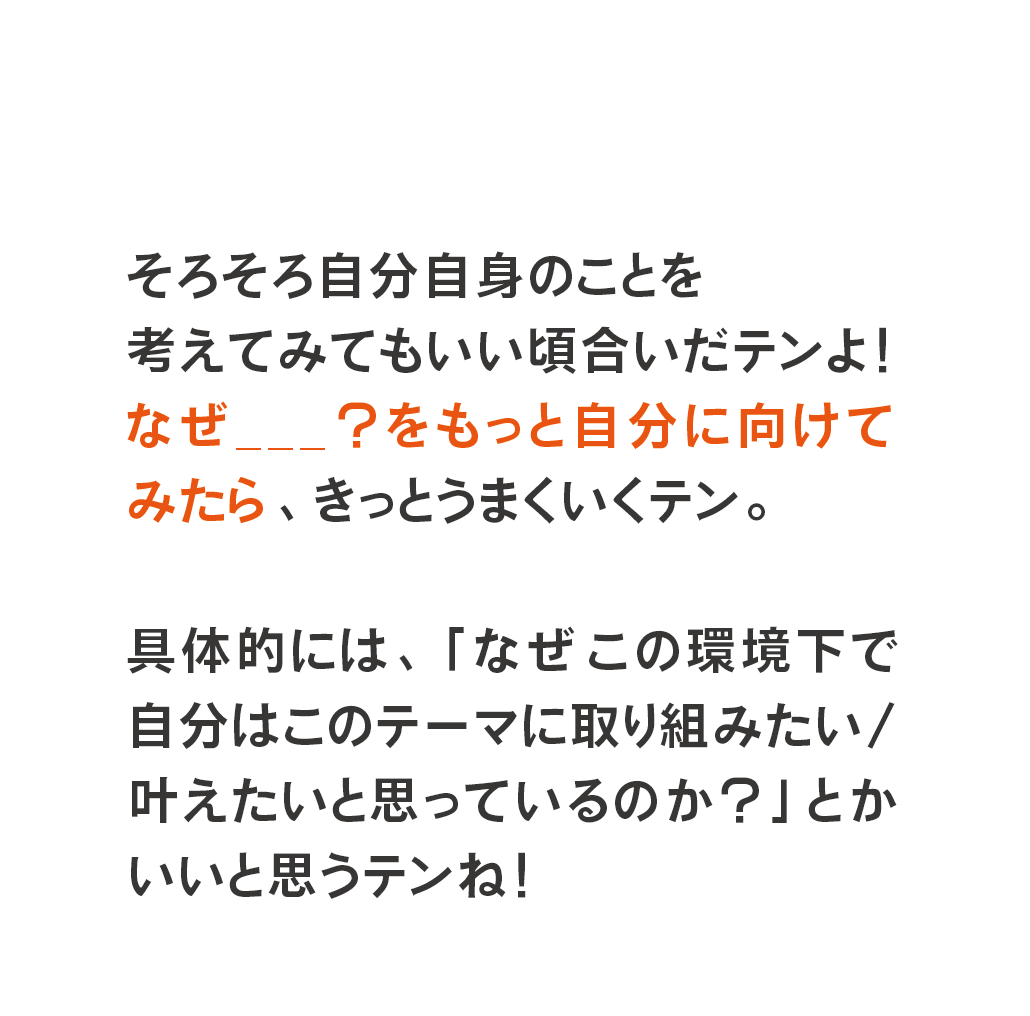 そろそろ自分自身のことを
考えてみてもいい頃合いだテンよ！
なぜ___？をもっと自分に向けて
みたら、きっとうまくいくテン。
具体的には、「なぜこの環境下で
自分はこのテーマに取り組みたい/
叶えたいと思っているのか？」とか
いいと思うテンね！